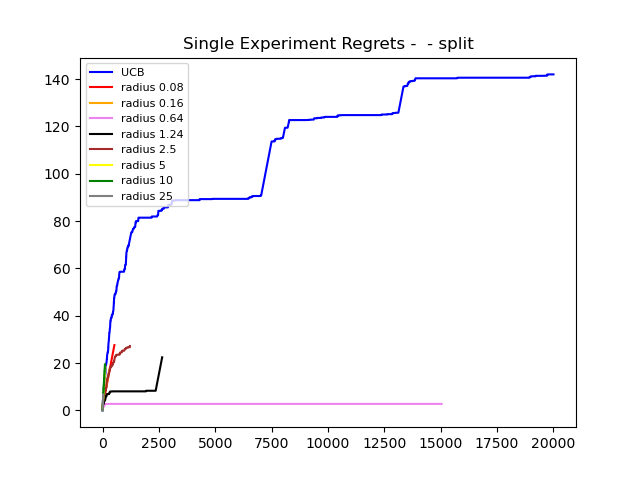 Single Experiment Regrets -  - split
UCB
radius 0.08
radius 0.16
radius 0.64
radius 1.24
radius 2.5
radius 5
radius 10
radius 25
140
120
100
80
60
40
20
0
0 2500 5000 7500 10000 12500 15000 17500 20000